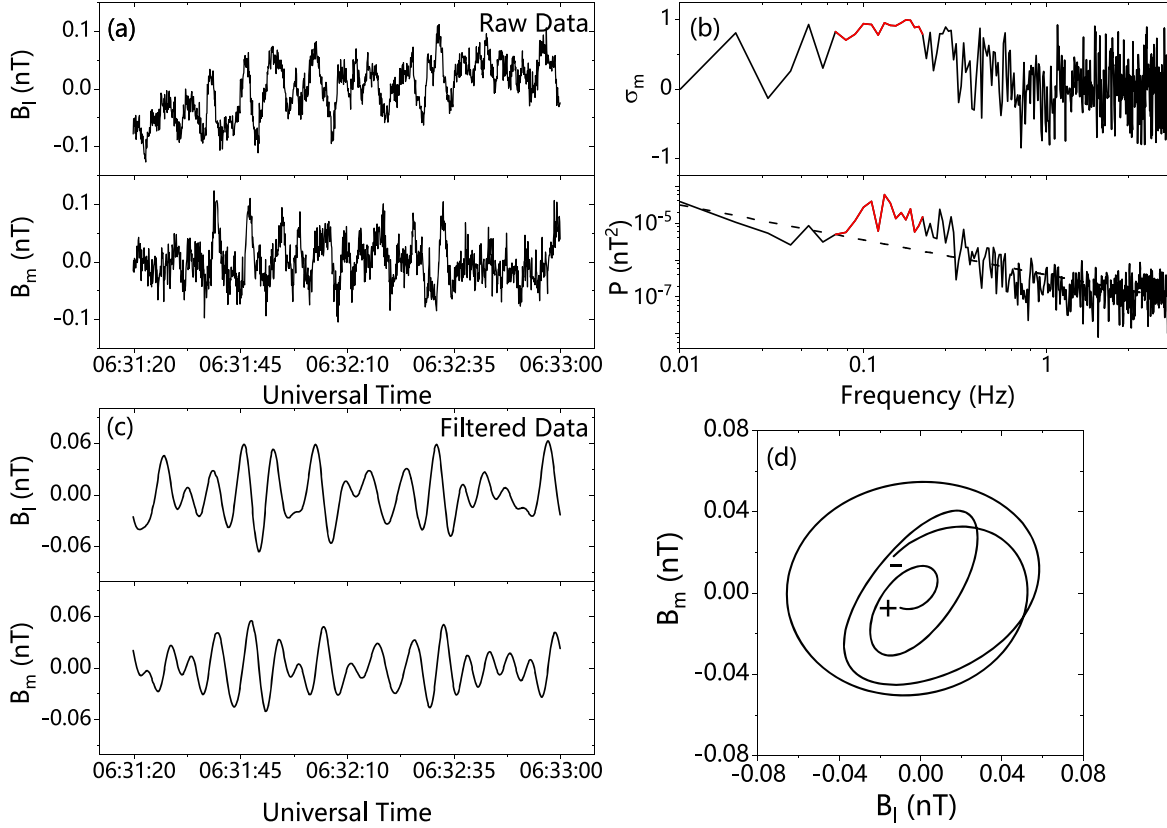 (a) Raw Data
B_l (nT)
0.1
0.0
-0.1
B_m (nT)
0.1
0.0
-0.1
06:31:20 06:31:45 06:32:10 06:32:35 06:33:00
Universal Time
(b)
σ_m
1
0
-1
P (nT²)
10⁻⁵
10⁻⁷
0.01 0.1 1
Frequency (Hz)
(c) Filtered Data
B_l (nT)
0.06
0.00
-0.06
B_m (nT)
0.06
0.00
-0.06
06:31:20 06:31:45 06:32:10 06:32:35 06:33:00
Universal Time
(d)
B_m (nT)
0.08
0.04
0.00
-0.04
-0.08
−
+
-0.08 -0.04 0.00 0.04 0.08
B_l (nT)